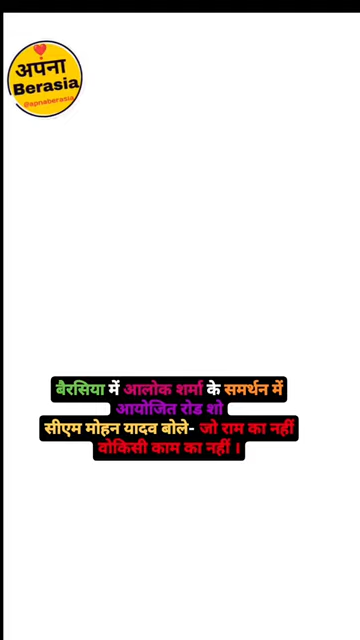 अपना
Berasia
@apnaberasia
बैरसिया में आलोक शर्मा के समर्थन में
आयोजित रोड शो
सीएम मोहन यादव बोले- जो राम का नहीं
वोकिसी काम का नहीं ।